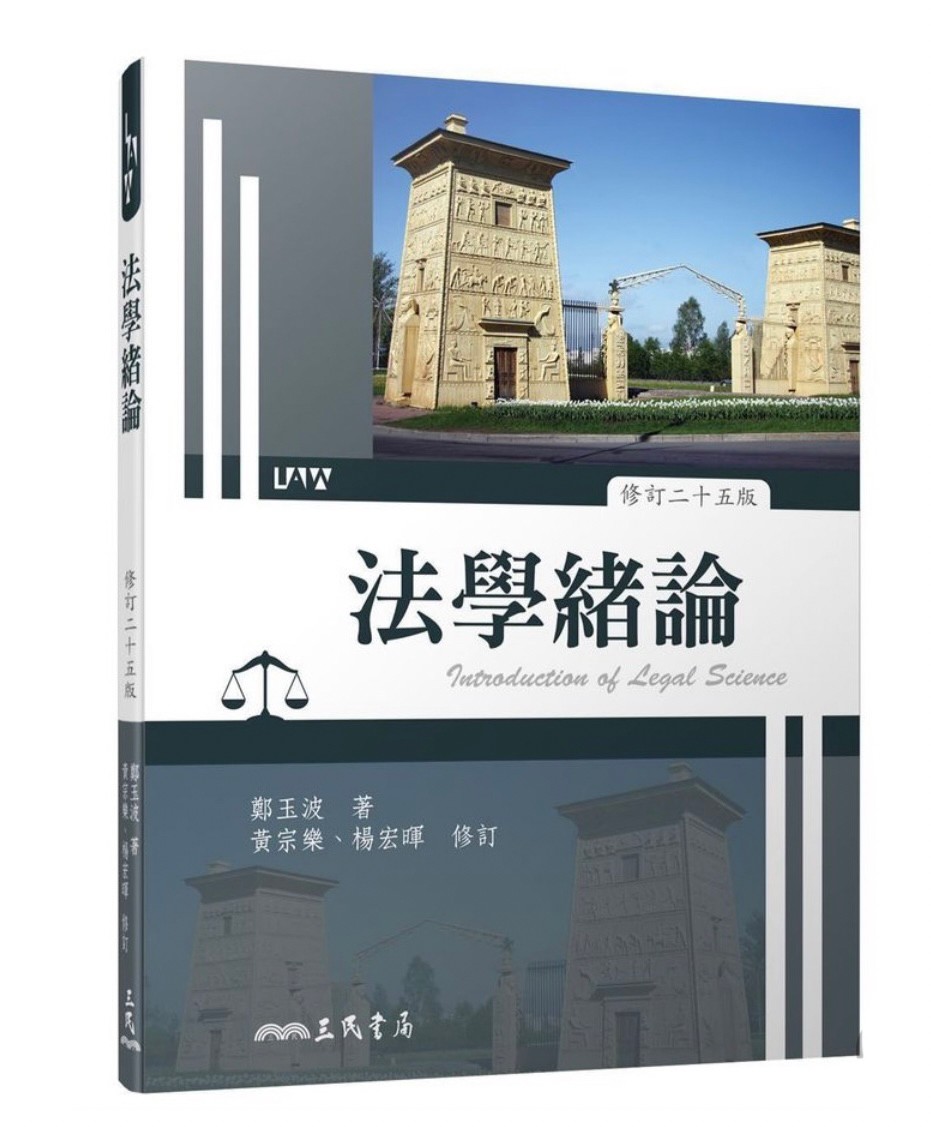 LAW
法學緒論
修訂二十五版
鄭玉波 著
黃宗樂、楊宏暉 修訂
三民
LAW
修訂二十五版
法學緒論
Introduction of Legal Science
鄭玉波 著
黃宗樂、楊宏暉 修訂
三民書局